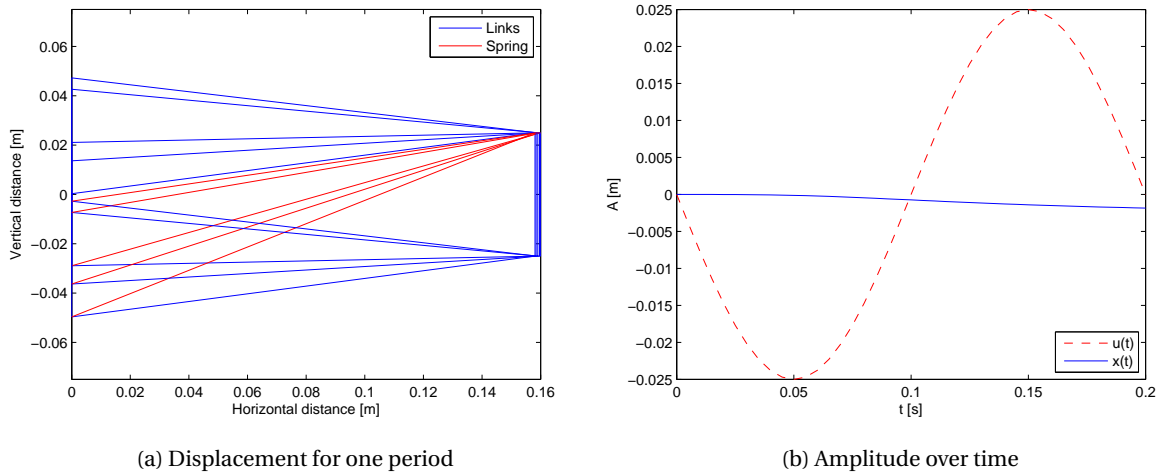 0.06
0.04
0.02
0
−0.02
−0.04
−0.06
Vertical distance [m]
0 0.02 0.04 0.06 0.08 0.1 0.12 0.14 0.16
Horizontal distance [m]
Links
Spring
(a) Displacement for one period
0.025
0.02
0.015
0.01
0.005
0
−0.005
−0.01
−0.015
−0.02
−0.025
A [m]
0 0.05 0.1 0.15 0.2
t [s]
u(t)
x(t)
(b) Amplitude over time